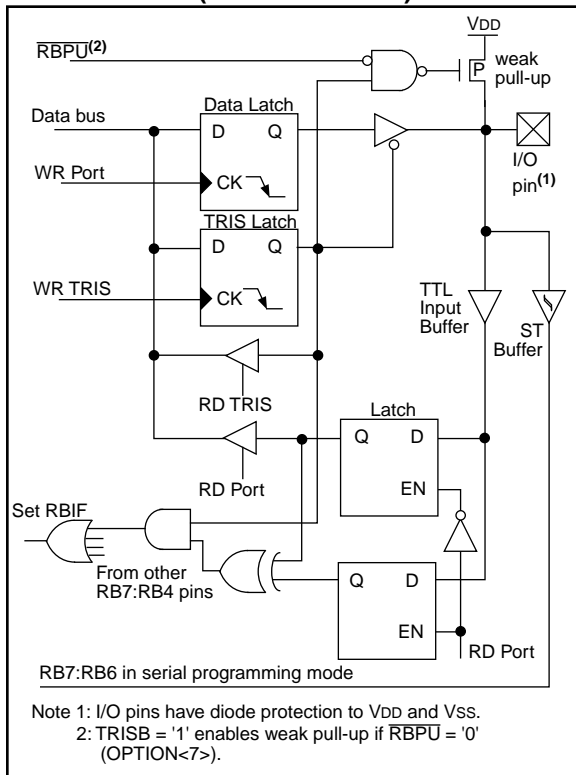 VDD
RBPU(2)
weak
pull-up
P
Data Latch
Data bus
D Q
I/O
pin(1)
WR Port
CK
TRIS Latch
D Q
WR TRIS
CK
TTL
Input
Buffer
ST
Buffer
RD TRIS
Latch
Q D
RD Port
EN
Set RBIF
From other
RB7:RB4 pins
Q D
EN
RD Port
RB7:RB6 in serial programming mode
Note 1: I/O pins have diode protection to VDD and VSS.
2: TRISB = '1' enables weak pull-up if RBPU = '0'
(OPTION<7>).